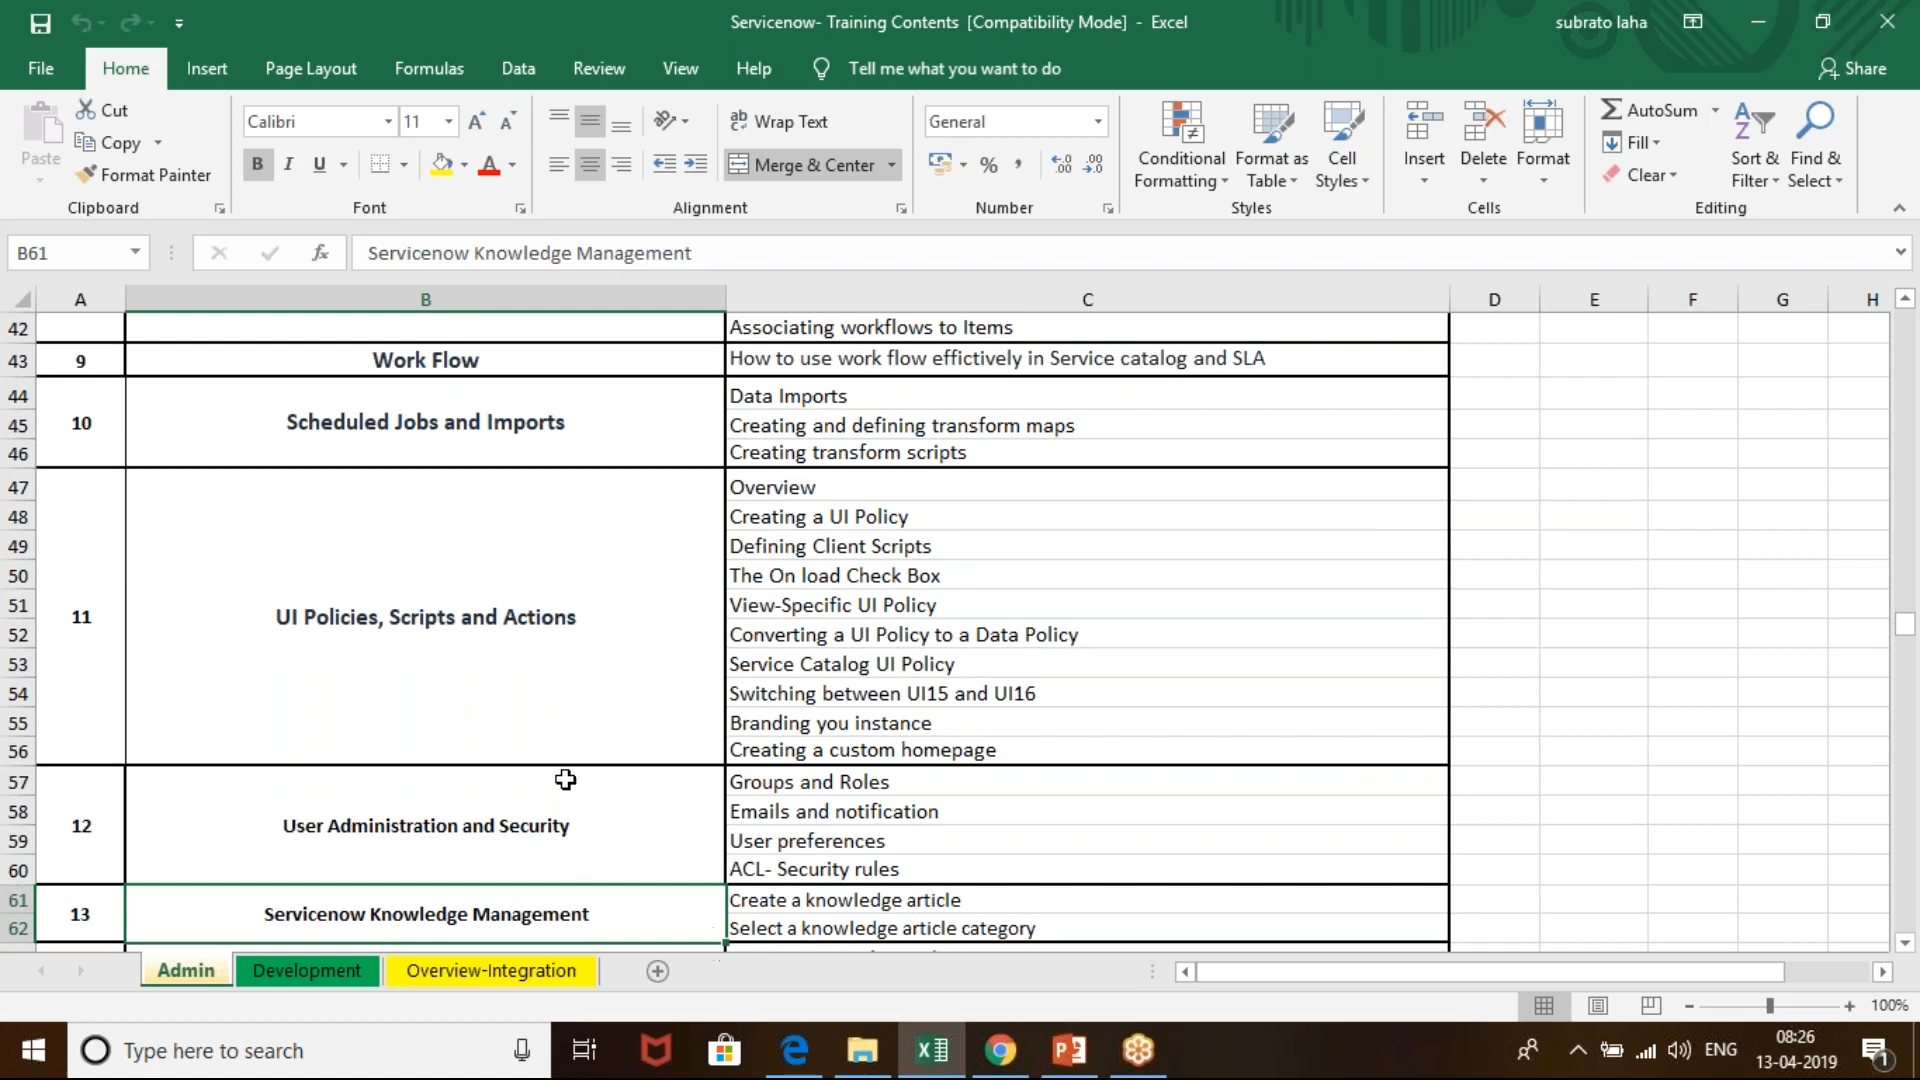 Servicenow- Training Contents [Compatibility Mode] - Excel
subrato laha
File Home Insert Page Layout Formulas Data Review View Help Tell me what you want to do Share
Paste
Cut
Copy
Format Painter
Clipboard
Calibri 11
B I U
Font
Wrap Text
Merge & Center
Alignment
General
Number
Conditional Formatting
Format as Table
Cell Styles
Styles
Insert Delete Format
Cells
AutoSum
Fill
Clear
Sort & Filter
Find & Select
Editing
B61 fx Servicenow Knowledge Management
A B C D E F G H
42 Associating workflows to Items
43 9 Work Flow How to use work flow effictively in Service catalog and SLA
44 Data Imports
45 10 Scheduled Jobs and Imports Creating and defining transform maps
46 Creating transform scripts
47 Overview
48 Creating a UI Policy
49 Defining Client Scripts
50 The On load Check Box
51 11 UI Policies, Scripts and Actions View-Specific UI Policy
52 Converting a UI Policy to a Data Policy
53 Service Catalog UI Policy
54 Switching between UI15 and UI16
55 Branding you instance
56 Creating a custom homepage
57 Groups and Roles
58 12 User Administration and Security Emails and notification
59 User preferences
60 ACL- Security rules
61 13 Servicenow Knowledge Management Create a knowledge article
62 Select a knowledge article category
Admin Development Overview-Integration
100%
Type here to search
ENG
08:26
13-04-2019
1